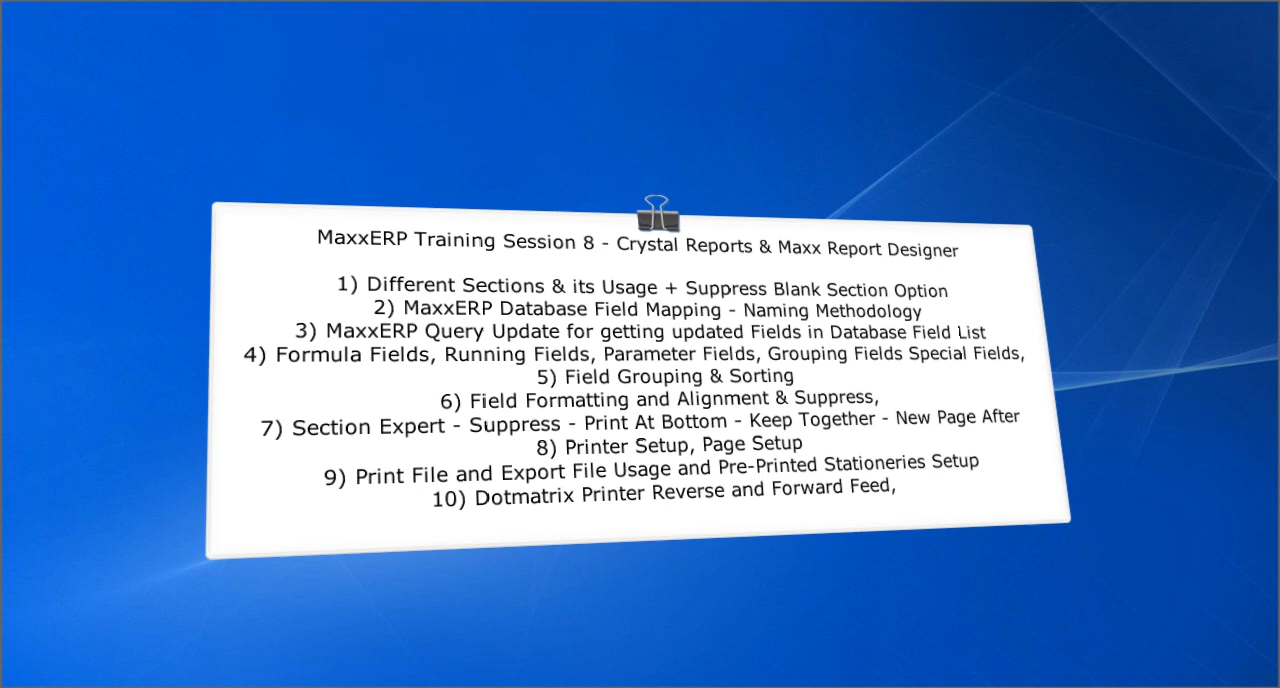 MaxxERP Training Session 8 - Crystal Reports & Maxx Report Designer
1) Different Sections & its Usage + Suppress Blank Section Option
2) MaxxERP Database Field Mapping - Naming Methodology
3) MaxxERP Query Update for getting updated Fields in Database Field List
4) Formula Fields, Running Fields, Parameter Fields, Grouping Fields Special Fields,
5) Field Grouping & Sorting
6) Field Formatting and Alignment & Suppress,
7) Section Expert - Suppress - Print At Bottom - Keep Together - New Page After
8) Printer Setup, Page Setup
9) Print File and Export File Usage and Pre-Printed Stationeries Setup
10) Dotmatrix Printer Reverse and Forward Feed,